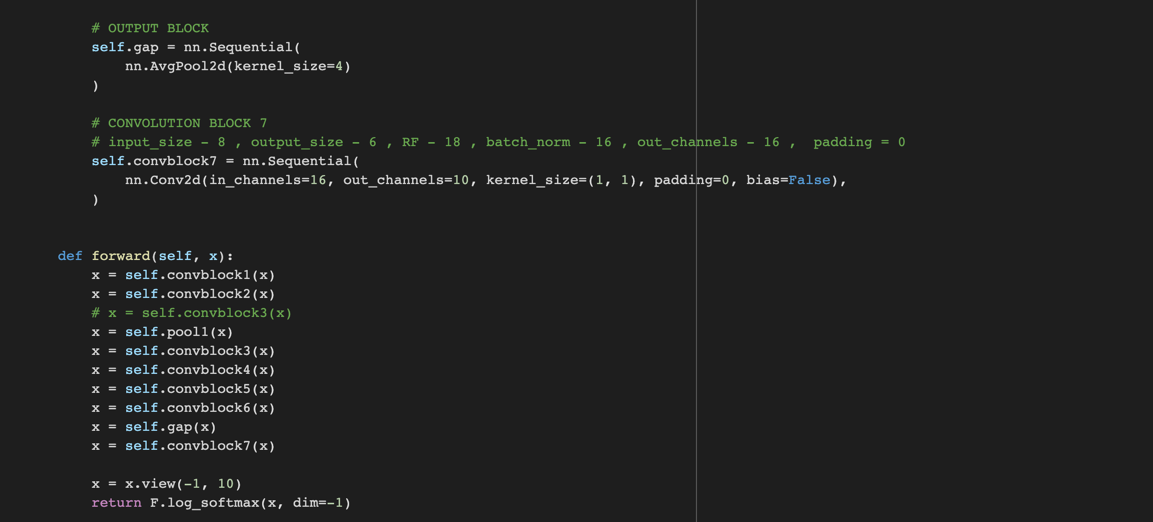 # OUTPUT BLOCK
self.gap = nn.Sequential(
nn.AvgPool2d(kernel_size=4)
)
# CONVOLUTION BLOCK 7
# input_size - 8 , output_size - 6 , RF - 18 , batch_norm - 16 , out_channels - 16 ,  padding = 0
self.convblock7 = nn.Sequential(
nn.Conv2d(in_channels=16, out_channels=10, kernel_size=(1, 1), padding=0, bias=False),
)
def forward(self, x):
x = self.convblock1(x)
x = self.convblock2(x)
# x = self.convblock3(x)
x = self.pool1(x)
x = self.convblock3(x)
x = self.convblock4(x)
x = self.convblock5(x)
x = self.convblock6(x)
x = self.gap(x)
x = self.convblock7(x)
x = x.view(-1, 10)
return F.log_softmax(x, dim=-1)